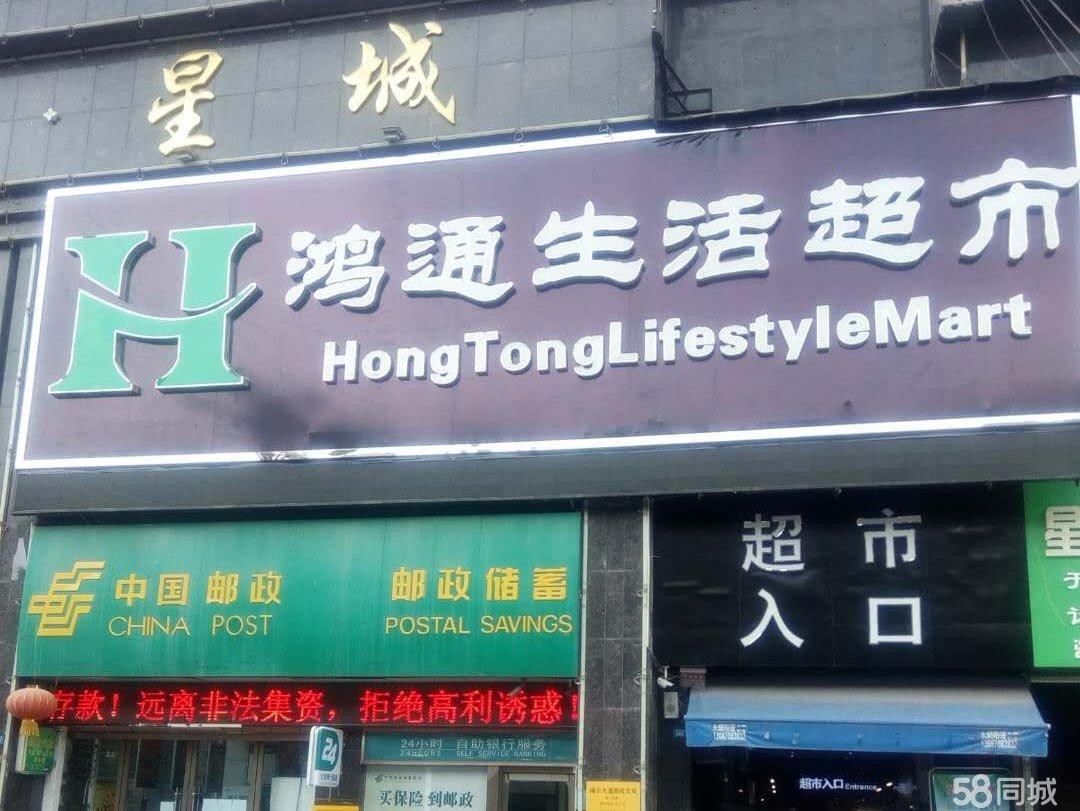 星城
H 鸿通生活超市
HongTongLifestyleMart
中国邮政 邮政储蓄
CHINA POST POSTAL SAVINGS
超市
入口
星
存款！远离非法集资，拒绝高利诱惑！
24小时 自助银行服务
24HOURS SELF SERVICE BANKING
24
买保险 到邮政
超市入口 Entrance
58同城